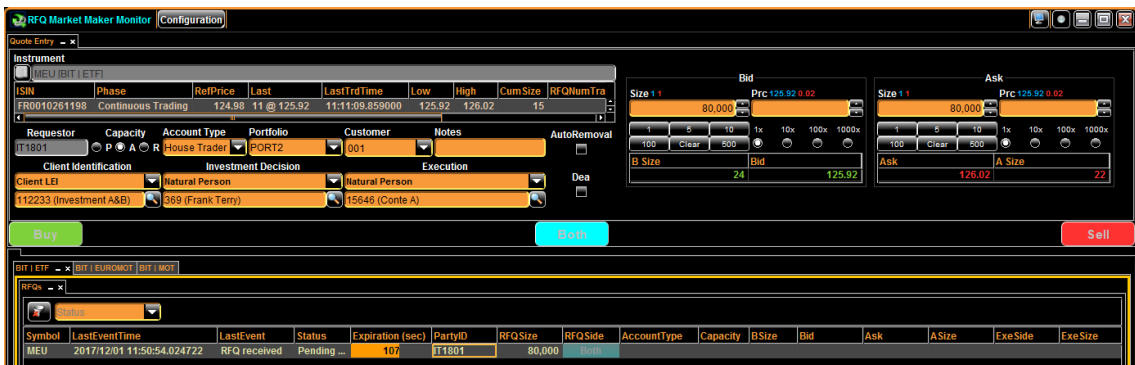 RFQ Market Maker Monitor Configuration
Quote Entry
Instrument
MEU [BIT | ETF]
ISIN Phase RefPrice Last LastTrdTime Low High CumSize RFQNumTra
FR0010261198 Continuous Trading 124.98 11 @ 125.92 11:11:09.859000 125.92 126.02 15
Requestor Capacity Account Type Portfolio Customer Notes AutoRemoval
IT1801 P A R House Trader PORT2 001
Client Identification Investment Decision Execution Dea
Client LEI Natural Person Natural Person
112233 (Investment A&B) 369 (Frank Terry) 15646 (Conte A)
Bid
Size 1 1 Prc 125.92 0.02
80,000
1 5 10 1x 10x 100x 1000x
100 Clear 500
B Size Bid
24 125.92
Ask
Size 1 1 Prc 125.92 0.02
80,000
1 5 10 1x 10x 100x 1000x
100 Clear 500
Ask A Size
126.02 22
Buy Both Sell
BIT | ETF BIT | EUROMOT BIT | MOT
RFQs
Status
Symbol LastEventTime LastEvent Status Expiration (sec) PartyID RFQSize RFQSide AccountType Capacity BSize Bid Ask ASize ExeSide ExeSize
MEU 2017/12/01 11:50:54.024722 RFQ received Pending ... 107 IT1801 80,000 Both